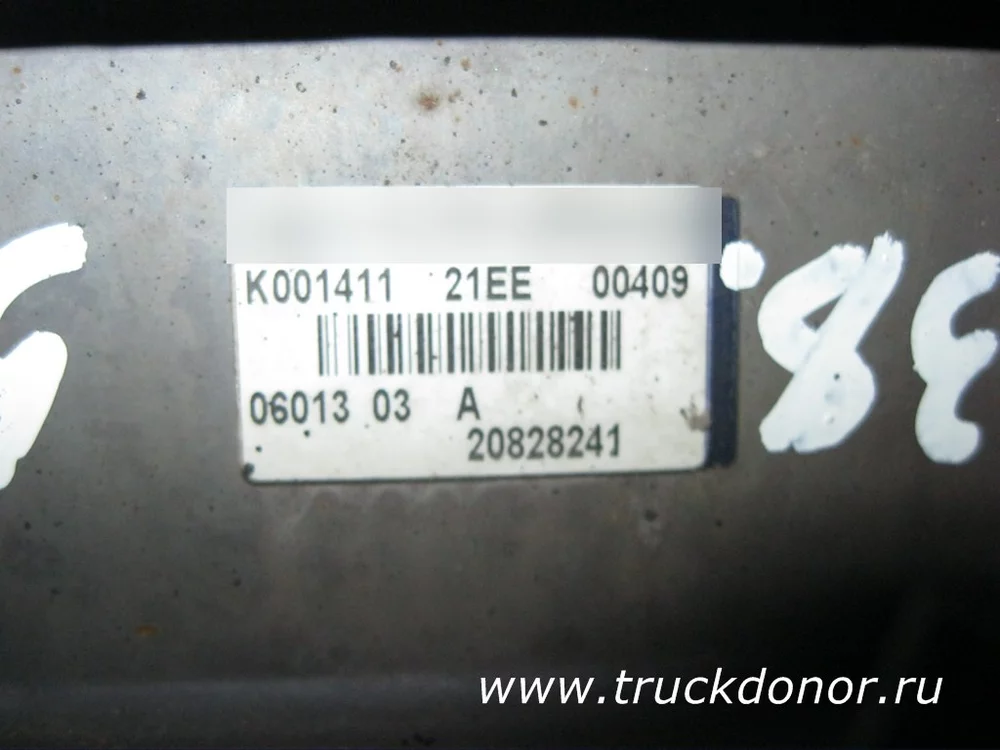 K001411 21EE 00409
06013 03 A
20828241
www.truckdonor.ru